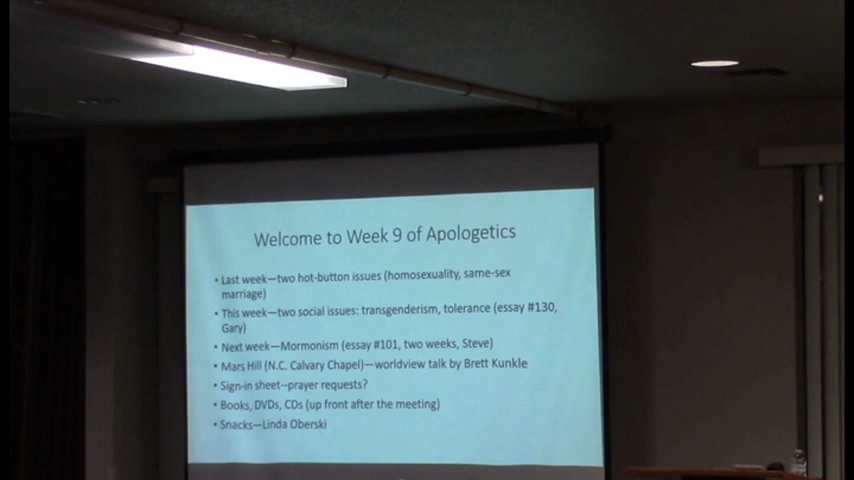 Welcome to Week 9 of Apologetics
• Last week—two hot-button issues (homosexuality, same-sex
marriage)
• This week—two social issues: transgenderism, tolerance (essay #130,
Gary)
• Next week—Mormonism (essay #101, two weeks, Steve)
• Mars Hill (N.C. Calvary Chapel)—worldview talk by Brett Kunkle
• Sign-in sheet--prayer requests?
• Books, DVDs, CDs (up front after the meeting)
• Snacks—Linda Oberski